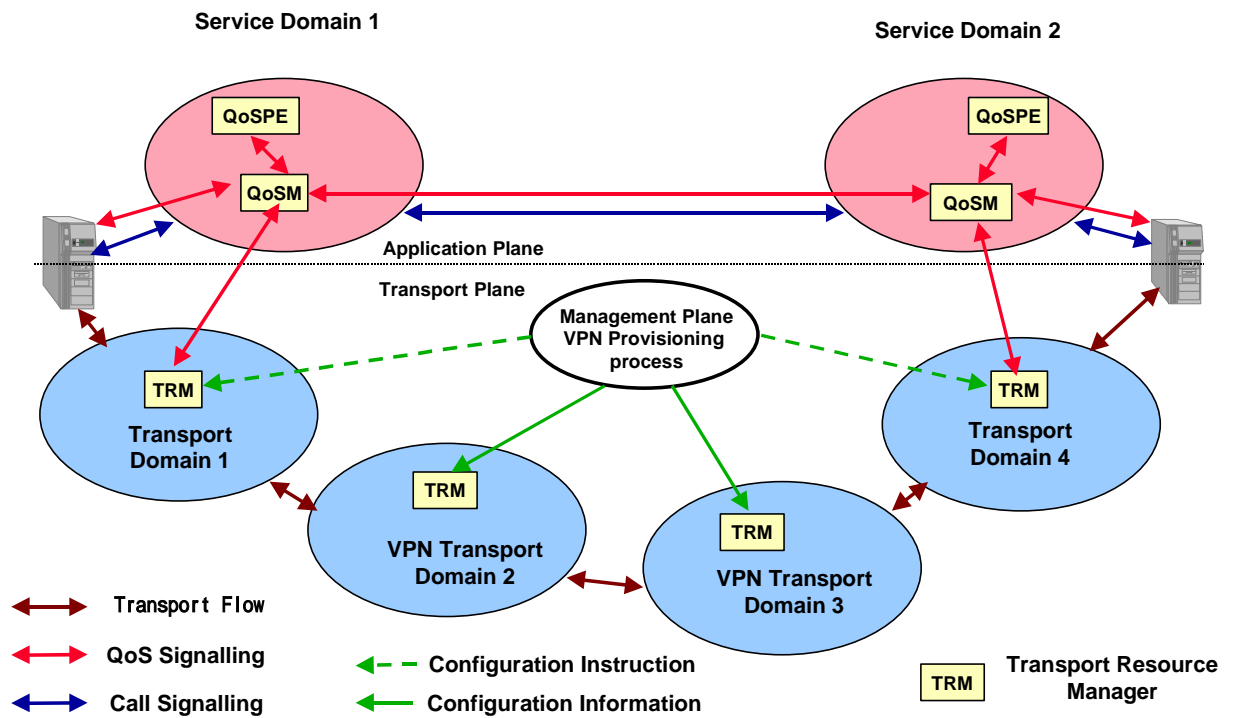 Service Domain 1
Service Domain 2
QoSPE
QoSPE
QoSM
QoSM
Application Plane
Transport Plane
Management Plane
VPN Provisioning
process
TRM
Transport
Domain 1
TRM
Transport
Domain 4
TRM
VPN Transport
Domain 2
TRM
VPN Transport
Domain 3
Transport Flow
QoS Signalling
Call Signalling
Configuration Instruction
Configuration Information
TRM
Transport Resource
Manager